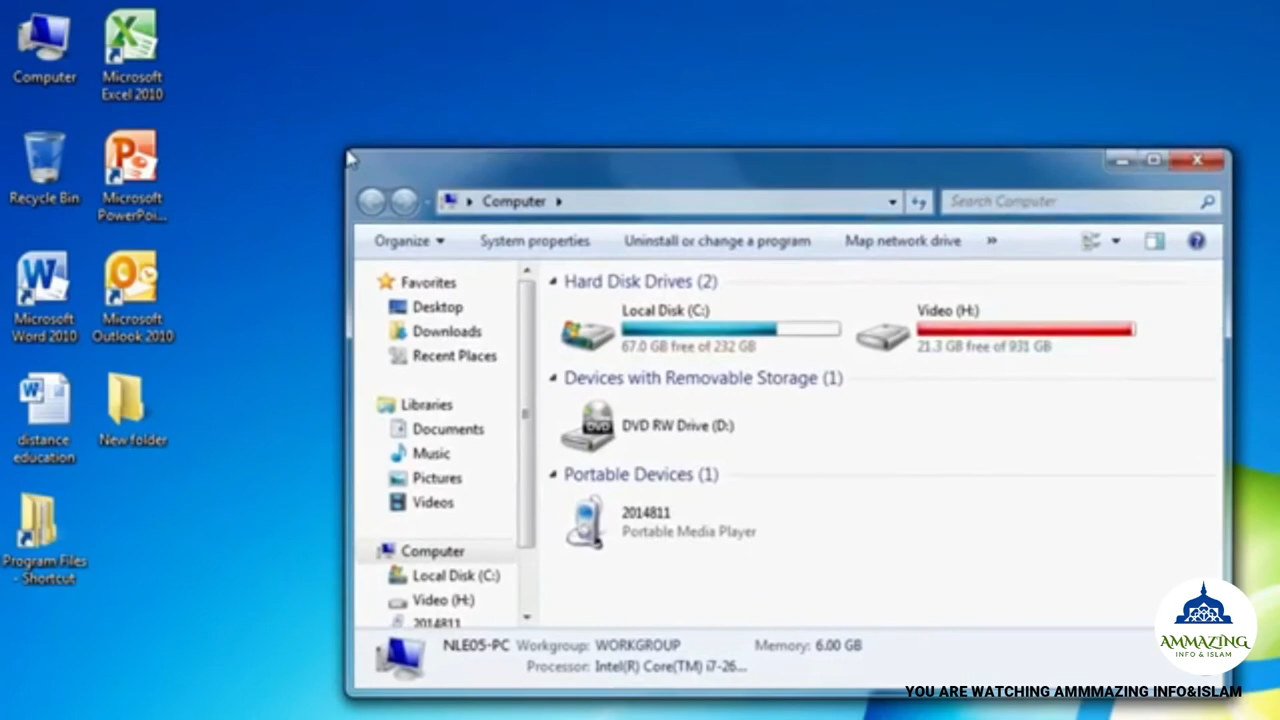 Computer
Microsoft
Excel 2010
Recycle Bin
Microsoft
PowerPoi...
Microsoft
Word 2010
Microsoft
Outlook 2010
distance
education
New folder
Program Files
- Shortcut
Computer
Search Computer
Organize
System properties
Uninstall or change a program
Map network drive
»
Favorites
Desktop
Downloads
Recent Places
Libraries
Documents
Music
Pictures
Videos
Computer
Local Disk (C:)
Video (H:)
2014811
Hard Disk Drives (2)
Local Disk (C:)
67.0 GB free of 232 GB
Video (H:)
21.3 GB free of 931 GB
Devices with Removable Storage (1)
DVD
DVD RW Drive (D:)
Portable Devices (1)
2014811
Portable Media Player
NLE05-PC Workgroup: WORKGROUP Memory: 6.00 GB
Processor: Intel(R) Core(TM) i7-26...
AMMAZING
INFO & ISLAM
YOU ARE WATCHING AMMMAZING INFO&ISLAM